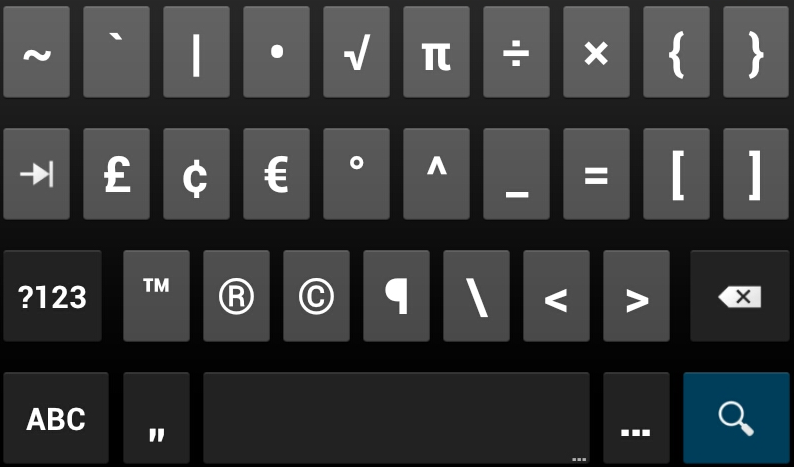 ~ ` | • √ π ÷ × { }
£ ¢ € ° ^ _ = [ ]
?123 ™ ® © ¶ \ < >
ABC „ ...